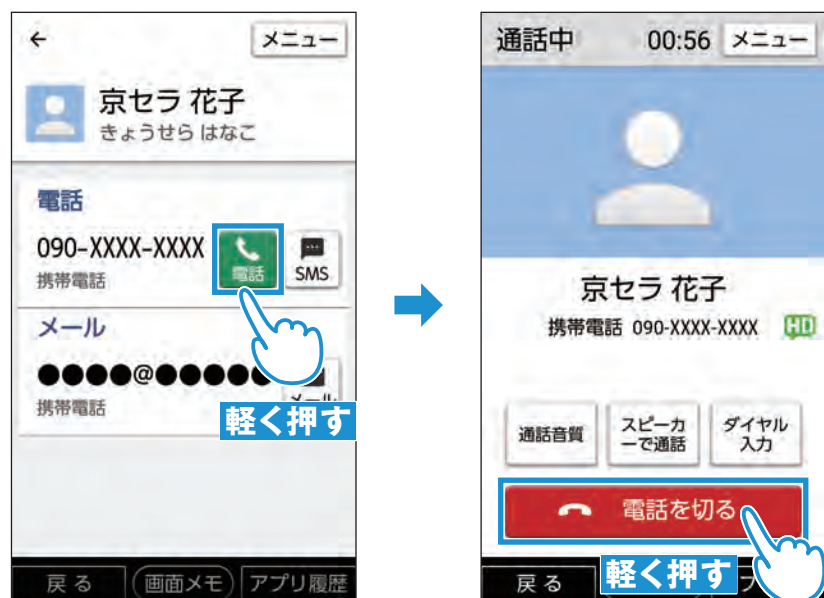 ←
メニュー
京セラ 花子
きょうせら はなこ
電話
090-XXXX-XXXX
携帯電話
電話
SMS
メール
●●●●@●●●●●
携帯電話
メール
軽く押す
戻る
画面メモ
アプリ履歴
通話中
00:56
メニュー
京セラ 花子
携帯電話 090-XXXX-XXXX
HD
通話音質
スピーカ
ーで通話
ダイヤル
入力
電話を切る
軽く押す
戻る